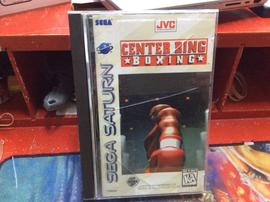 SEGA
JVC
CENTER RING
BOXING
SEGA SATURN
K-A